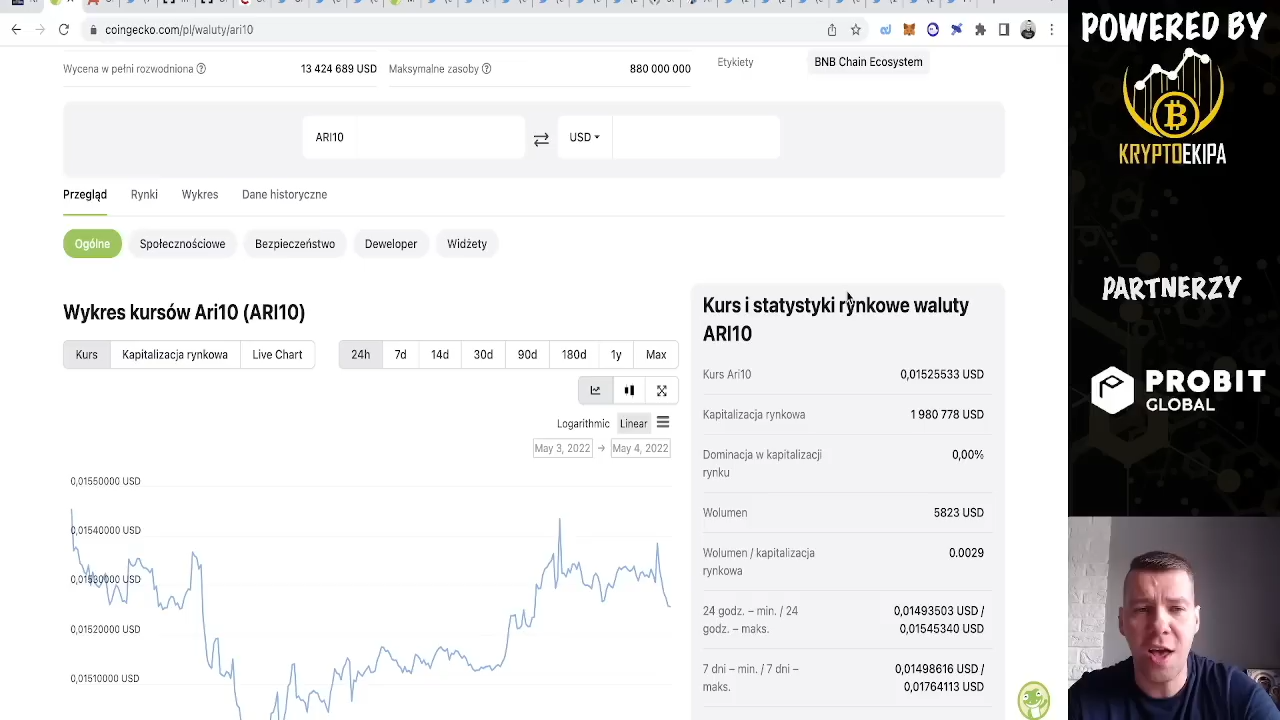 coingecko.com/pl/waluty/ari10
Wycena w pełni rozwodniona 13 424 689 USD
Maksymalne zasoby 880 000 000
Etykiety BNB Chain Ecosystem
ARI10 USD
Przegląd Rynki Wykres Dane historyczne
Ogólne Społecznościowe Bezpieczeństwo Deweloper Widżety
Wykres kursów Ari10 (ARI10)
Kurs Kapitalizacja rynkowa Live Chart
24h 7d 14d 30d 90d 180d 1y Max
Logarithmic Linear
May 3, 2022 → May 4, 2022
0,01550000 USD
0,01540000 USD
0,01530000 USD
0,01520000 USD
0,01510000 USD
Kurs i statystyki rynkowe waluty
ARI10
Kurs Ari10 0,01525533 USD
Kapitalizacja rynkowa 1 980 778 USD
Dominacja w kapitalizacji 0,00%
rynku
Wolumen 5823 USD
Wolumen / kapitalizacja 0.0029
rynkowa
24 godz. – min. / 24 0,01493503 USD /
godz. – maks. 0,01545340 USD
7 dni – min. / 7 dni – 0,01498616 USD /
maks. 0,01764113 USD
POWERED BY
KRYPTOEKIPA
PARTNERZY
PROBIT
GLOBAL